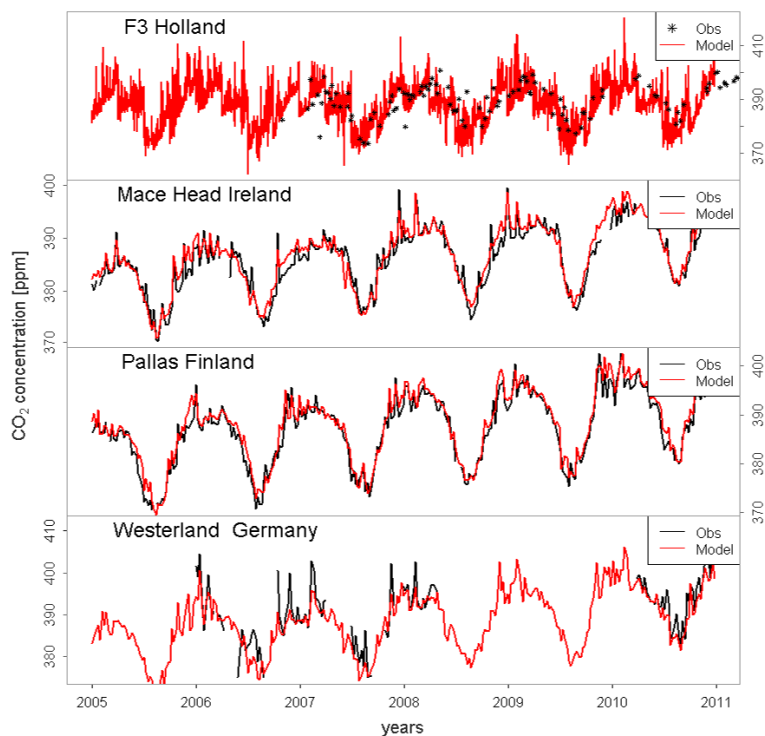 F3 Holland
Obs
Model
370
390
410
Mace Head Ireland
Obs
Model
370
380
390
400
Pallas Finland
Obs
Model
370
380
390
400
Westerland  Germany
Obs
Model
380
390
400
410
CO₂ concentration [ppm]
2005 2006 2007 2008 2009 2010 2011
years